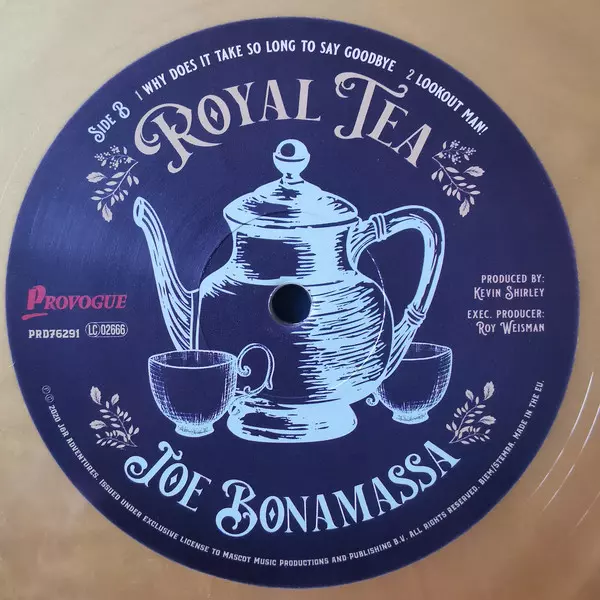 Side B 1 Why Does It Take So Long To Say Goodbye 2 Lookout Man!
Royal Tea
Provogue
PRD76291 LC 02666
Produced by:
Kevin Shirley
Exec. Producer:
Roy Weisman
Joe Bonamassa
℗ © 2020 J&R Adventures. Issued under exclusive license to Mascot Music Productions and Publishing B.V. All rights reserved. BIEM/STEMRA. Made in the EU.